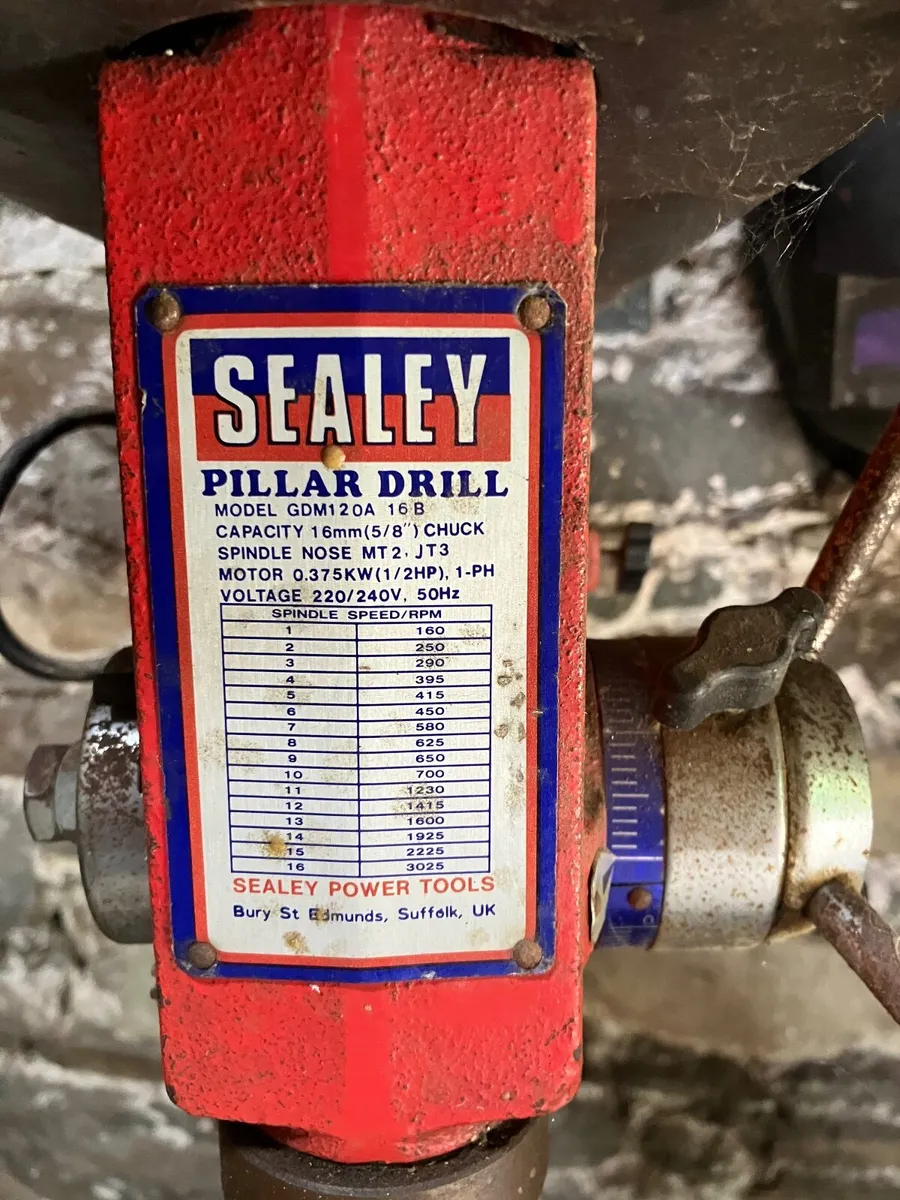 SEALEY
PILLAR DRILL
MODEL GDM120A 16B
CAPACITY 16mm(5/8") CHUCK
SPINDLE NOSE MT2, JT3
MOTOR 0.375KW(1/2HP), 1-PH
VOLTAGE 220/240V, 50Hz
SPINDLE SPEED/RPM
1 160
2 250
3 290
4 395
5 415
6 450
7 580
8 625
9 650
10 700
11 1230
12 1415
13 1600
14 1925
15 2225
16 3025
SEALEY POWER TOOLS
Bury St Edmunds, Suffolk, UK